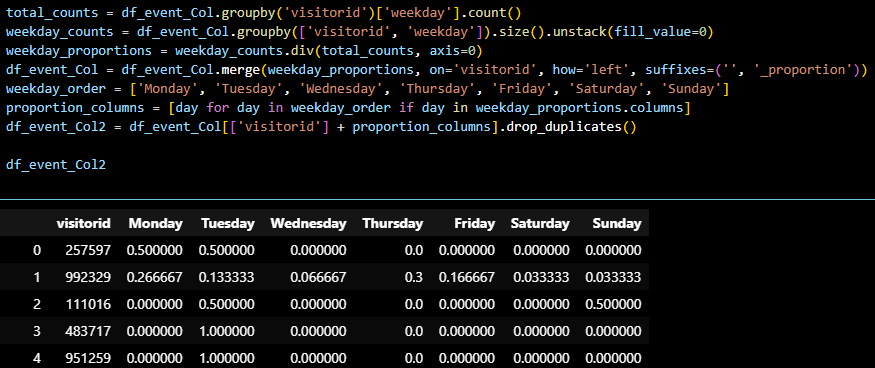 total_counts = df_event_Col.groupby('visitorid')['weekday'].count()
weekday_counts = df_event_Col.groupby(['visitorid', 'weekday']).size().unstack(fill_value=0)
weekday_proportions = weekday_counts.div(total_counts, axis=0)
df_event_Col = df_event_Col.merge(weekday_proportions, on='visitorid', how='left', suffixes=('', '_proportion'))
weekday_order = ['Monday', 'Tuesday', 'Wednesday', 'Thursday', 'Friday', 'Saturday', 'Sunday']
proportion_columns = [day for day in weekday_order if day in weekday_proportions.columns]
df_event_Col2 = df_event_Col[['visitorid'] + proportion_columns].drop_duplicates()
df_event_Col2
visitorid Monday Tuesday Wednesday Thursday Friday Saturday Sunday
0 257597 0.500000 0.500000 0.000000 0.0 0.000000 0.000000 0.000000
1 992329 0.266667 0.133333 0.066667 0.3 0.166667 0.033333 0.033333
2 111016 0.000000 0.500000 0.000000 0.0 0.000000 0.000000 0.500000
3 483717 0.000000 1.000000 0.000000 0.0 0.000000 0.000000 0.000000
4 951259 0.000000 1.000000 0.000000 0.0 0.000000 0.000000 0.000000